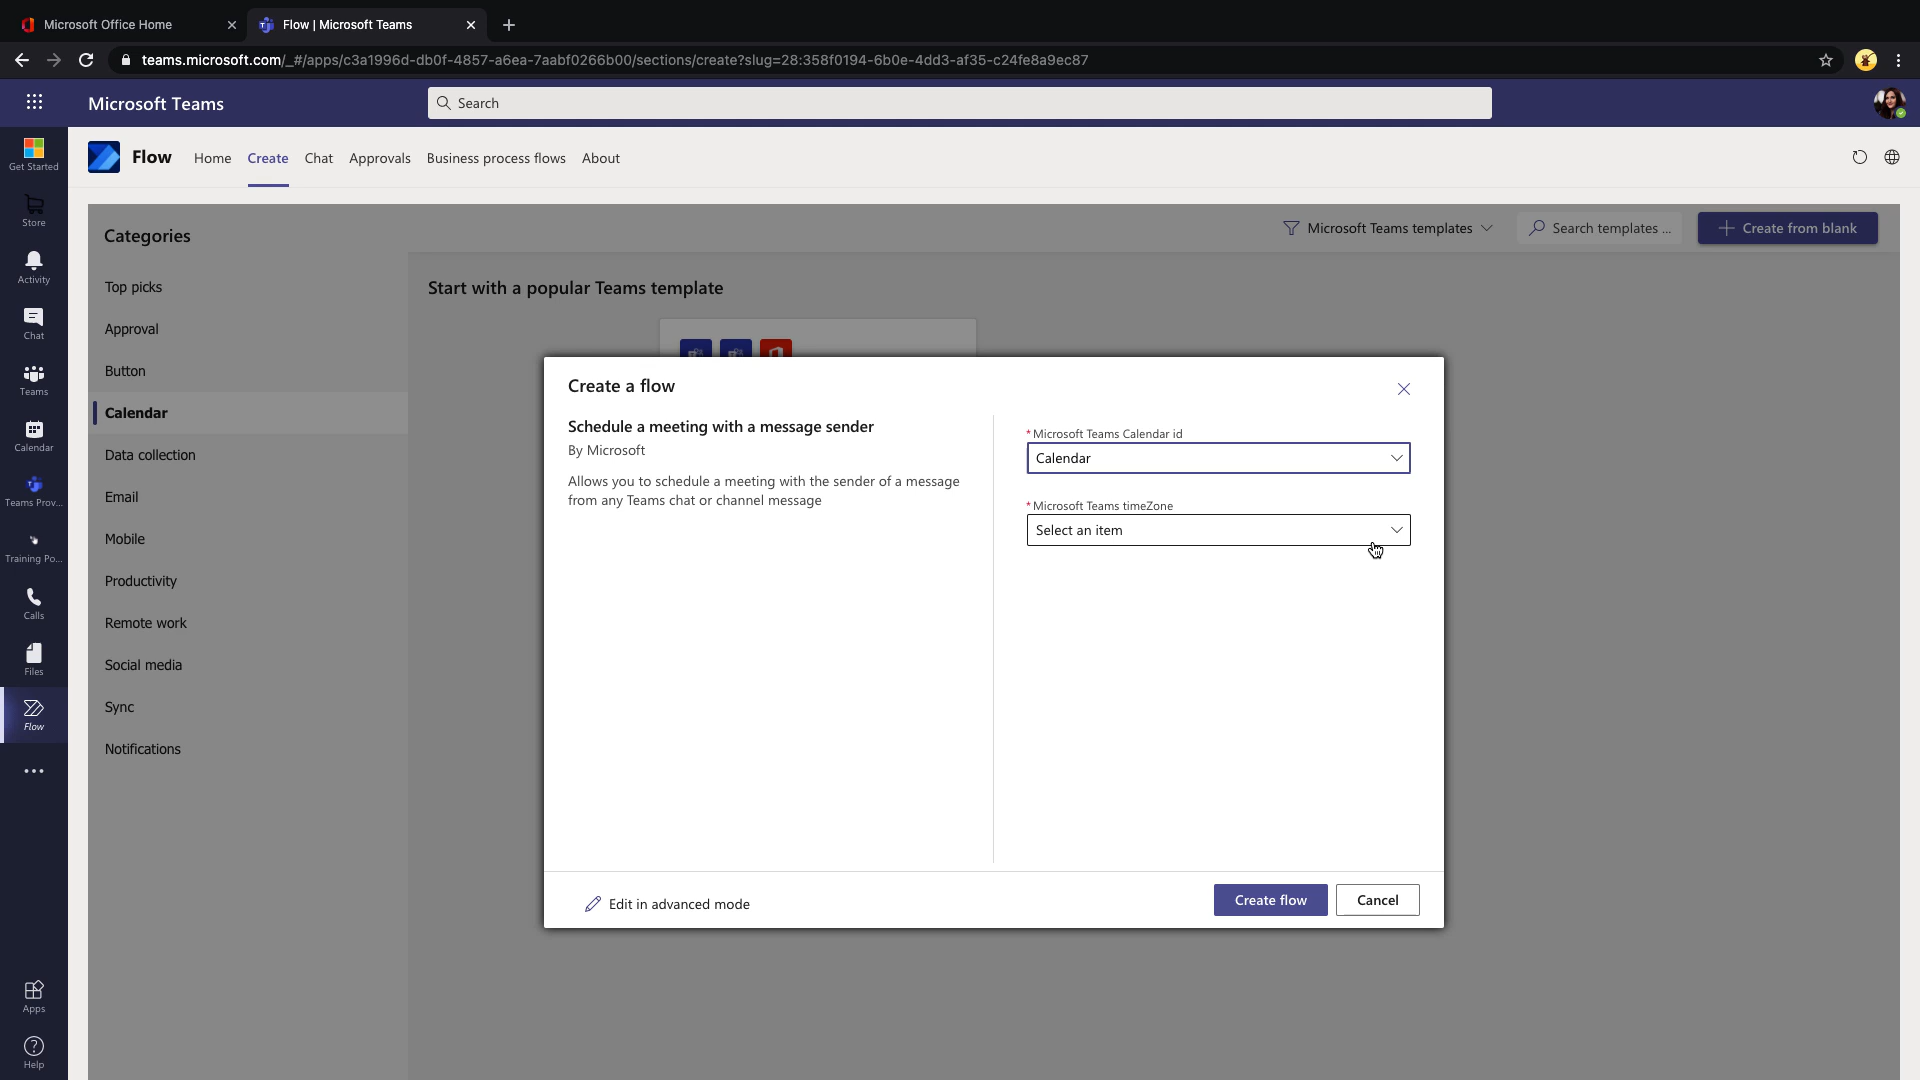 Microsoft Office Home
Flow | Microsoft Teams
teams.microsoft.com/_#/apps/c3a1996d-db0f-4857-a6ea-7aabf0266b00/sections/create?slug=28:358f0194-6b0e-4dd3-af35-c24fe8a9ec87
Microsoft Teams
Search
Get Started
Store
Activity
Chat
Teams
Calendar
Teams Prov...
Training Po...
Calls
Files
Flow
Apps
Help
Flow
Home
Create
Chat
Approvals
Business process flows
About
Categories
Top picks
Approval
Button
Calendar
Data collection
Email
Mobile
Productivity
Remote work
Social media
Sync
Notifications
Microsoft Teams templates
Search templates ...
Create from blank
Start with a popular Teams template
Create a flow
Schedule a meeting with a message sender
By Microsoft
Allows you to schedule a meeting with the sender of a message
from any Teams chat or channel message
* Microsoft Teams Calendar id
Calendar
* Microsoft Teams timeZone
Select an item
Edit in advanced mode
Create flow
Cancel